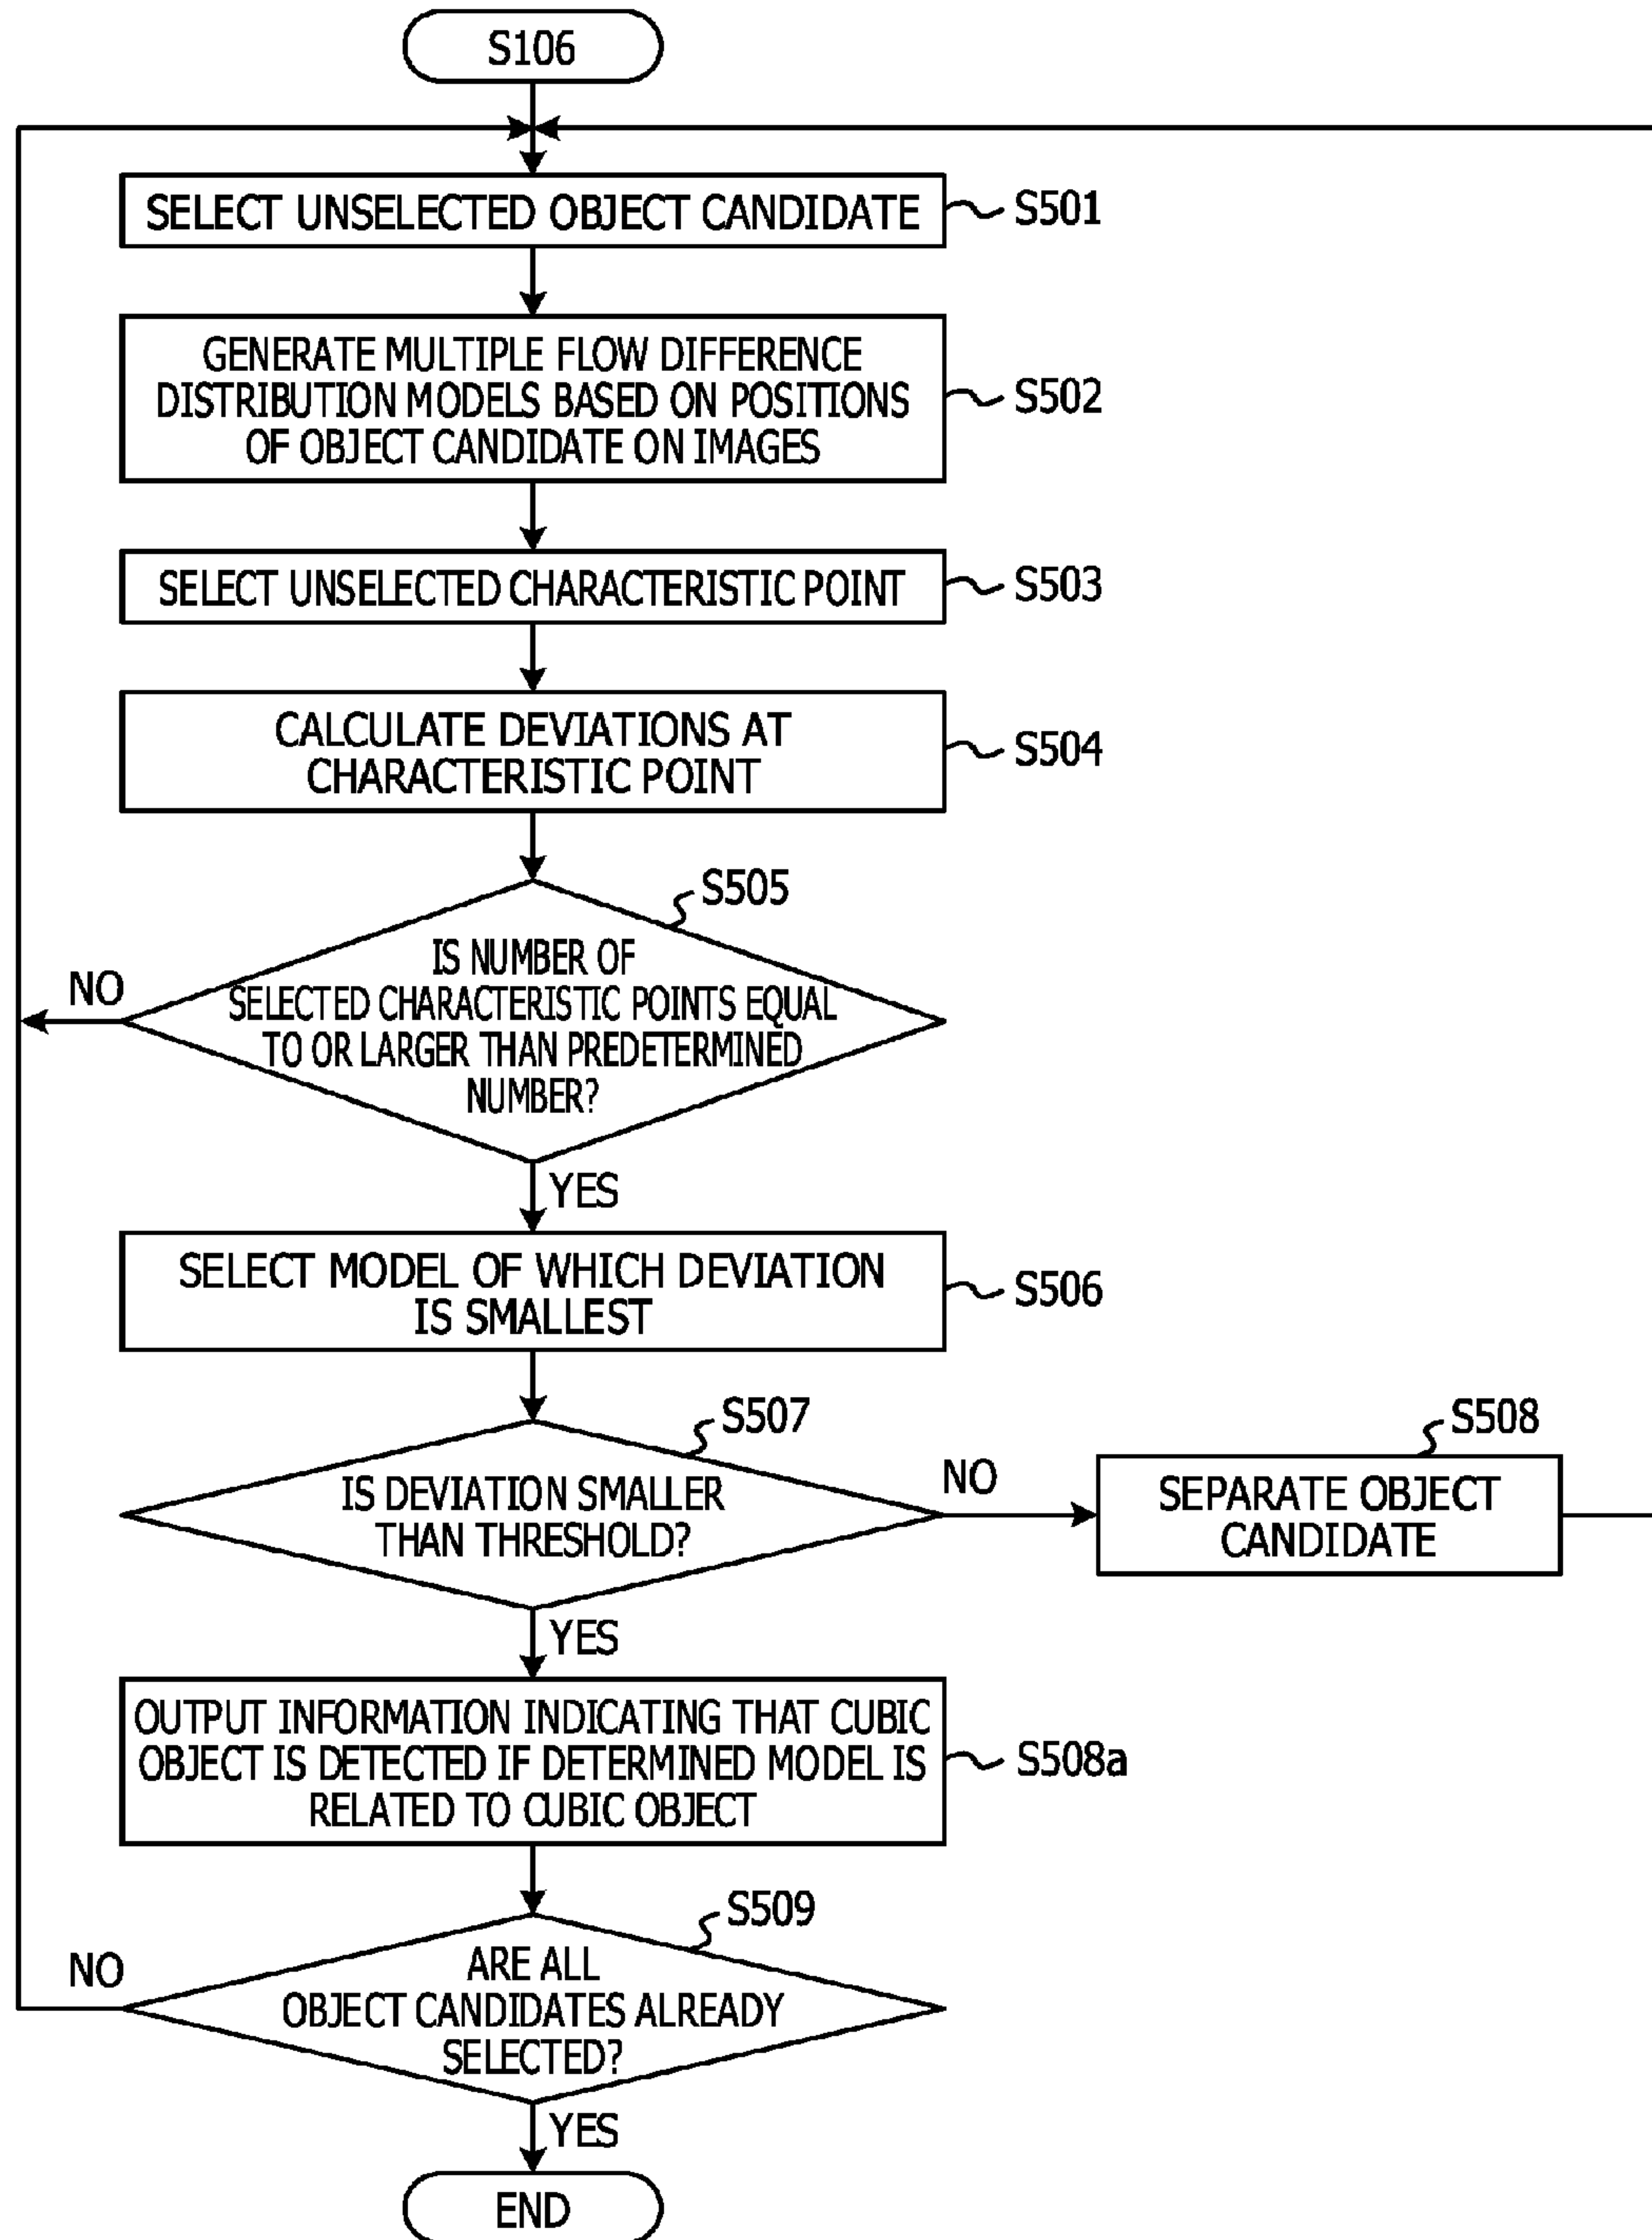 S106
SELECT UNSELECTED OBJECT CANDIDATE
S501
GENERATE MULTIPLE FLOW DIFFERENCE
DISTRIBUTION MODELS BASED ON POSITIONS
OF OBJECT CANDIDATE ON IMAGES
S502
SELECT UNSELECTED CHARACTERISTIC POINT
S503
CALCULATE DEVIATIONS AT
CHARACTERISTIC POINT
S504
S505
IS NUMBER OF
SELECTED CHARACTERISTIC POINTS EQUAL
TO OR LARGER THAN PREDETERMINED
NUMBER?
NO
YES
SELECT MODEL OF WHICH DEVIATION
IS SMALLEST
S506
S507
IS DEVIATION SMALLER
THAN THRESHOLD?
NO
S508
SEPARATE OBJECT
CANDIDATE
YES
OUTPUT INFORMATION INDICATING THAT CUBIC
OBJECT IS DETECTED IF DETERMINED MODEL IS
RELATED TO CUBIC OBJECT
S508a
S509
ARE ALL
OBJECT CANDIDATES ALREADY
SELECTED?
NO
YES
END